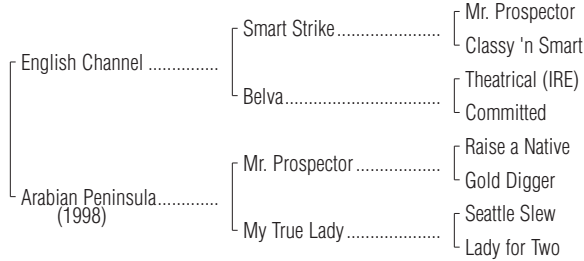 Mr. Prospector
Smart Strike
Classy 'n Smart
English Channel
Theatrical (IRE)
Belva
Committed
Raise a Native
Mr. Prospector
Gold Digger
Arabian Peninsula
(1998)
Seattle Slew
My True Lady
Lady for Two